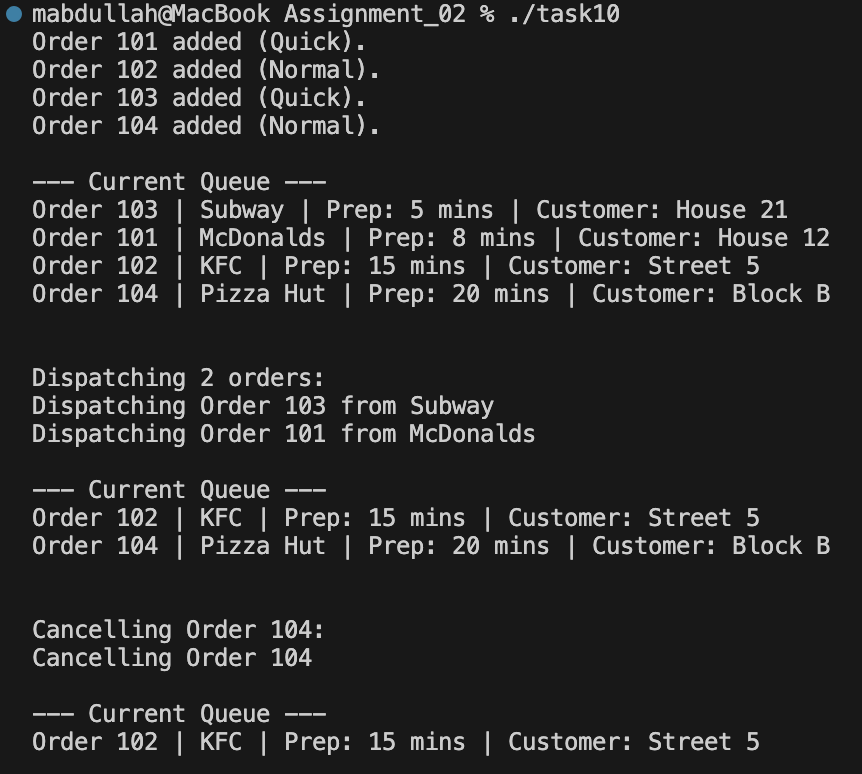 mabdullah@MacBook Assignment_02 % ./task10
Order 101 added (Quick).
Order 102 added (Normal).
Order 103 added (Quick).
Order 104 added (Normal).
--- Current Queue ---
Order 103 | Subway | Prep: 5 mins | Customer: House 21
Order 101 | McDonalds | Prep: 8 mins | Customer: House 12
Order 102 | KFC | Prep: 15 mins | Customer: Street 5
Order 104 | Pizza Hut | Prep: 20 mins | Customer: Block B
Dispatching 2 orders:
Dispatching Order 103 from Subway
Dispatching Order 101 from McDonalds
--- Current Queue ---
Order 102 | KFC | Prep: 15 mins | Customer: Street 5
Order 104 | Pizza Hut | Prep: 20 mins | Customer: Block B
Cancelling Order 104:
Cancelling Order 104
--- Current Queue ---
Order 102 | KFC | Prep: 15 mins | Customer: Street 5